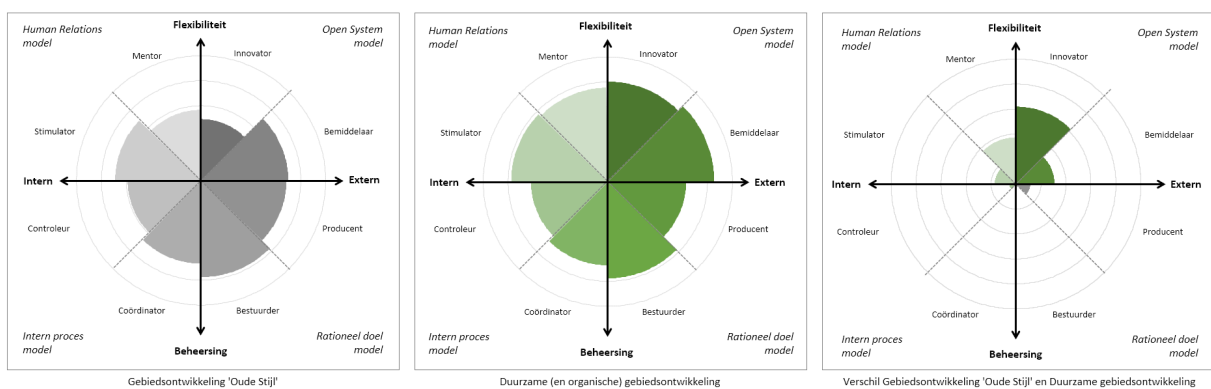 Human Relations
model
Flexibiliteit
Open System
model
Mentor
Innovator
Stimulator
Bemiddelaar
Intern
Extern
Controleur
Producent
Coördinator
Bestuurder
Intern proces
model
Beheersing
Rationeel doel
model
Gebiedsontwikkeling 'Oude Stijl'
Human Relations
model
Flexibiliteit
Open System
model
Mentor
Innovator
Stimulator
Bemiddelaar
Intern
Extern
Controleur
Producent
Coördinator
Bestuurder
Intern proces
model
Beheersing
Rationeel doel
model
Duurzame (en organische) gebiedsontwikkeling
Human Relations
model
Flexibiliteit
Open System
model
Mentor
Innovator
Stimulator
Bemiddelaar
Intern
Extern
Controleur
Producent
Coördinator
Bestuurder
Intern proces
model
Beheersing
Rationeel doel
model
Verschil Gebiedsontwikkeling 'Oude Stijl' en Duurzame gebiedsontwikkeling